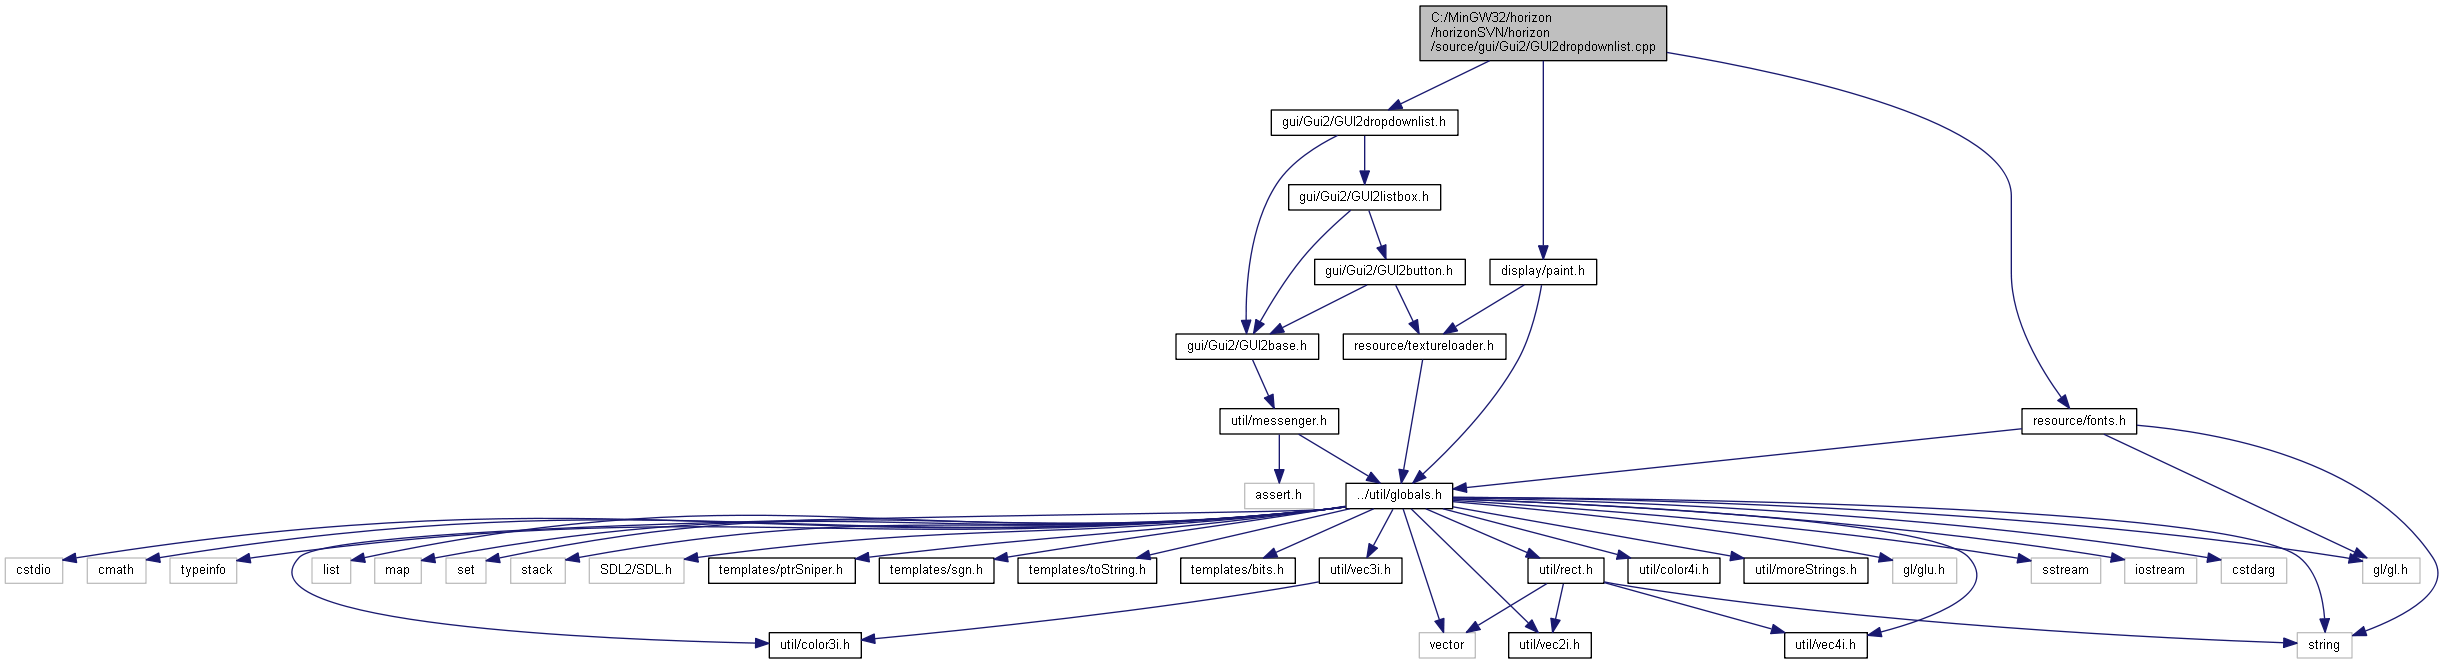 C:/MinGW32/horizon
/horizonSVN/horizon
/source/gui/Gui2/GUI2dropdownlist.cpp
gui/Gui2/GUI2dropdownlist.h
gui/Gui2/GUI2listbox.h
gui/Gui2/GUI2button.h
display/paint.h
gui/Gui2/GUI2base.h
resource/textureloader.h
util/messenger.h
resource/fonts.h
assert.h
../util/globals.h
cstdio
cmath
typeinfo
list
map
set
stack
SDL2/SDL.h
templates/ptrSniper.h
templates/sgn.h
templates/toString.h
templates/bits.h
util/vec3i.h
util/rect.h
util/color4i.h
util/moreStrings.h
gl/glu.h
sstream
iostream
cstdarg
gl/gl.h
util/color3i.h
vector
util/vec2i.h
util/vec4i.h
string